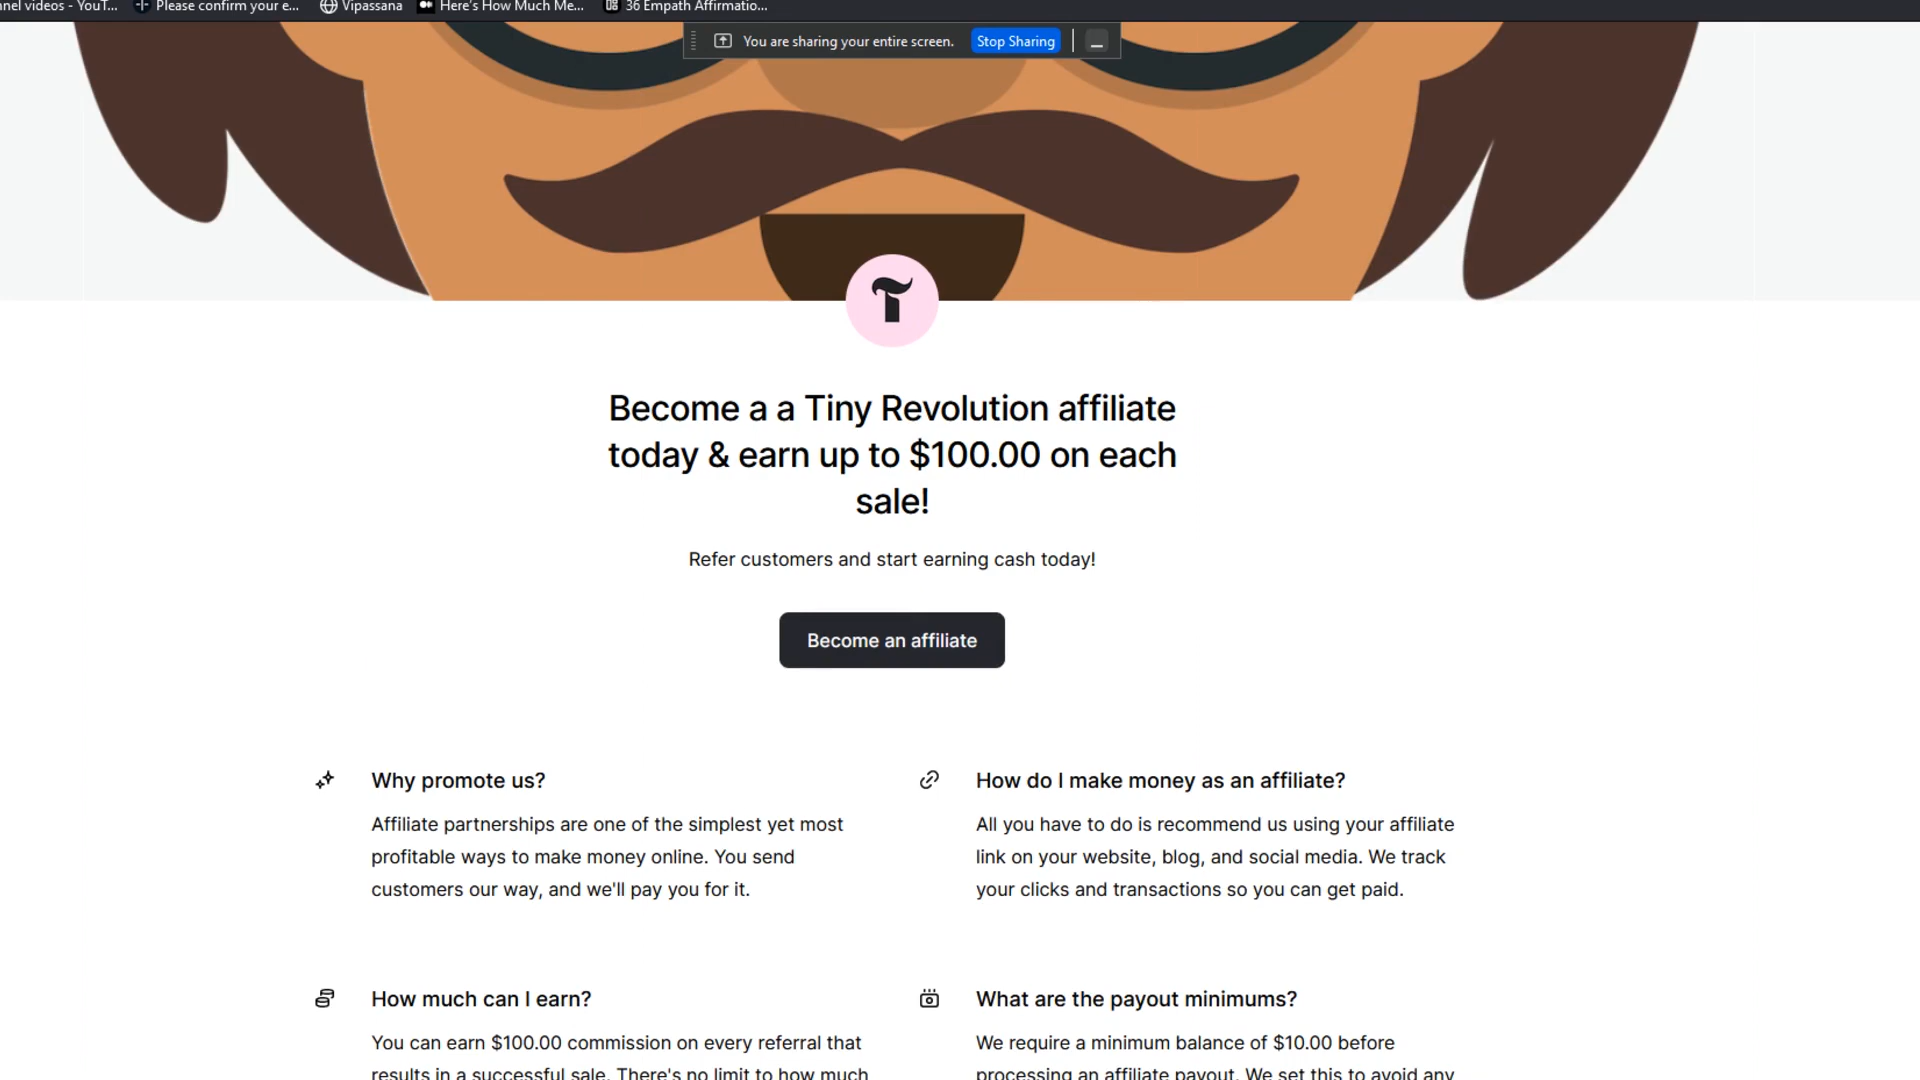 nnel videos - YouT...
Please confirm your e...
Vipassana
Here's How Much Me...
36 Empath Affirmatio...
You are sharing your entire screen.
Stop Sharing
T
Become a a Tiny Revolution affiliate
today & earn up to $100.00 on each
sale!
Refer customers and start earning cash today!
Become an affiliate
Why promote us?
Affiliate partnerships are one of the simplest yet most
profitable ways to make money online. You send
customers our way, and we'll pay you for it.
How do I make money as an affiliate?
All you have to do is recommend us using your affiliate
link on your website, blog, and social media. We track
your clicks and transactions so you can get paid.
How much can I earn?
You can earn $100.00 commission on every referral that
results in a successful sale. There's no limit to how much
What are the payout minimums?
We require a minimum balance of $10.00 before
processing an affiliate payout. We set this to avoid any